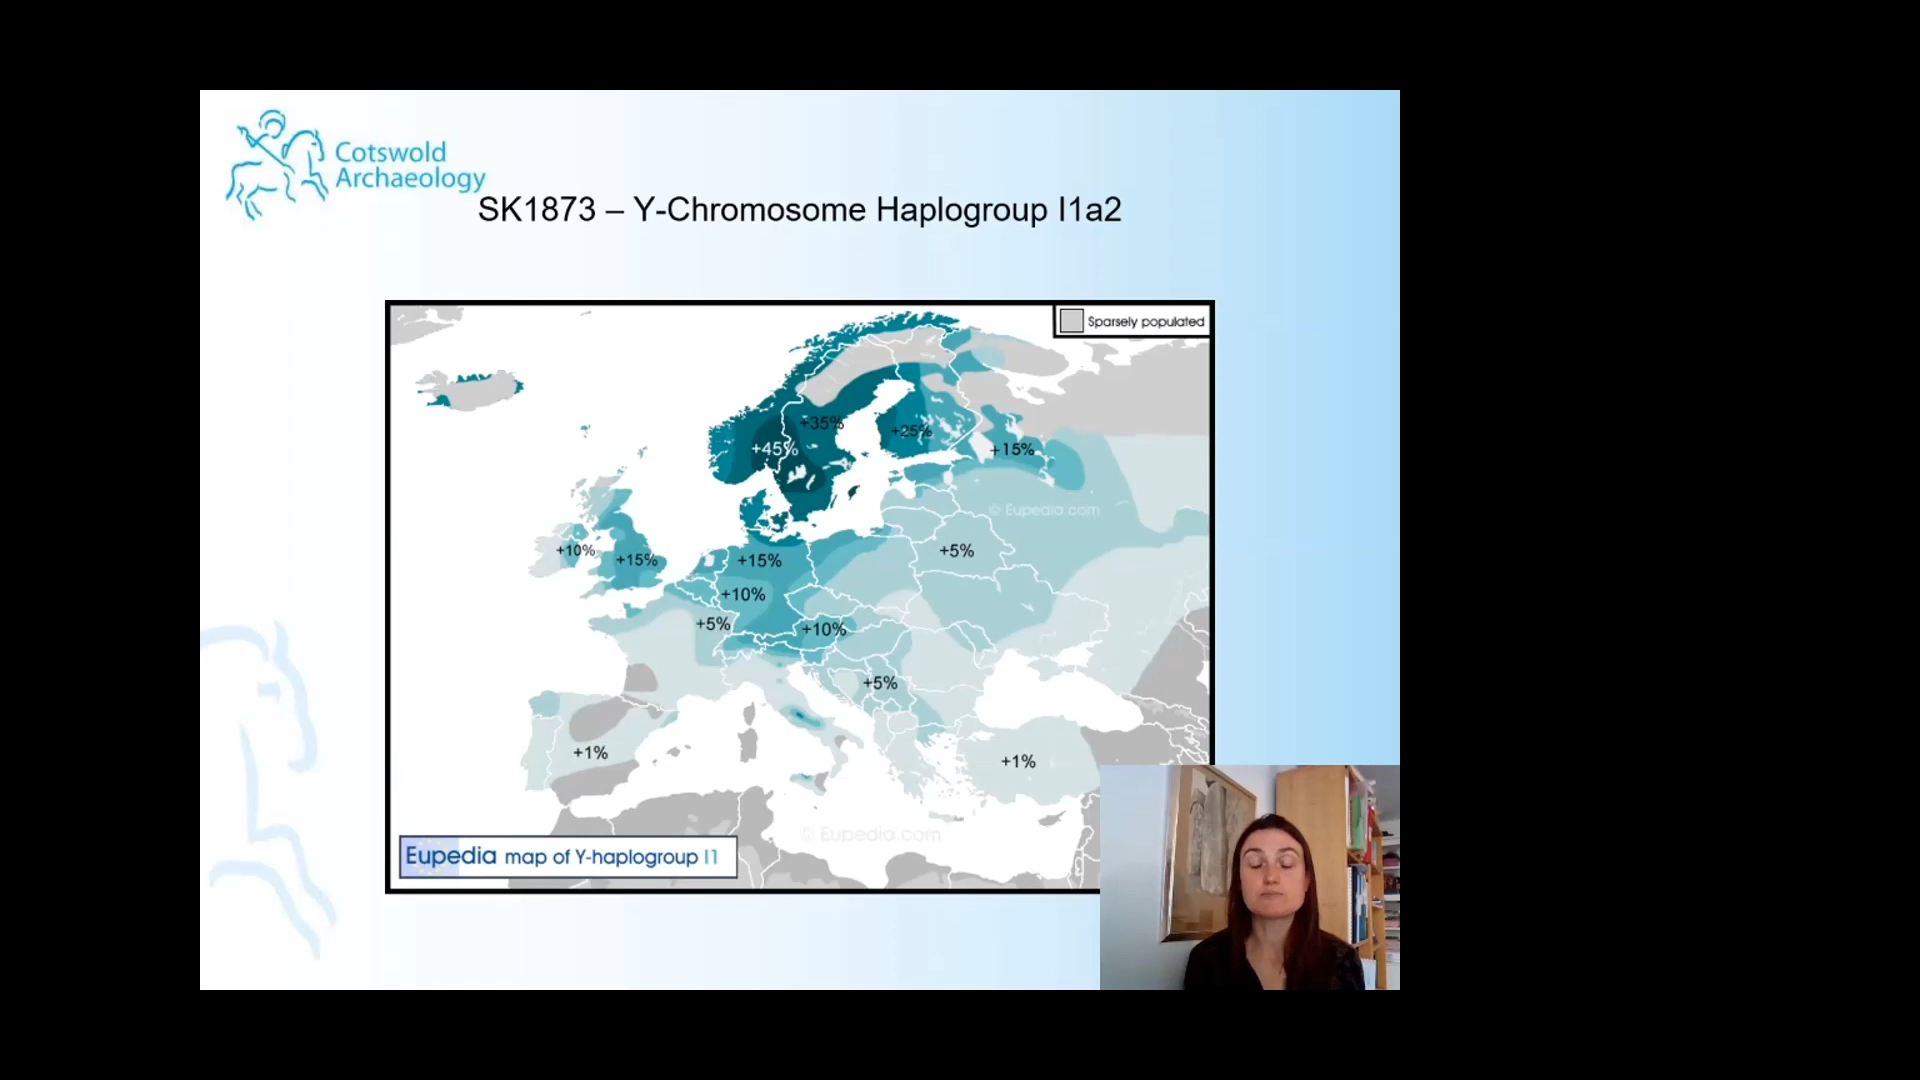 Cotswold
Archaeology
SK1873 – Y-Chromosome Haplogroup I1a2
Sparsely populated
+35%
+25%
+45%
+15%
© Eupedia.com
+10%
+15%
+15%
+5%
+10%
+5%
+10%
+5%
+1%
+1%
© Eupedia.com
Eupedia map of Y-haplogroup I1